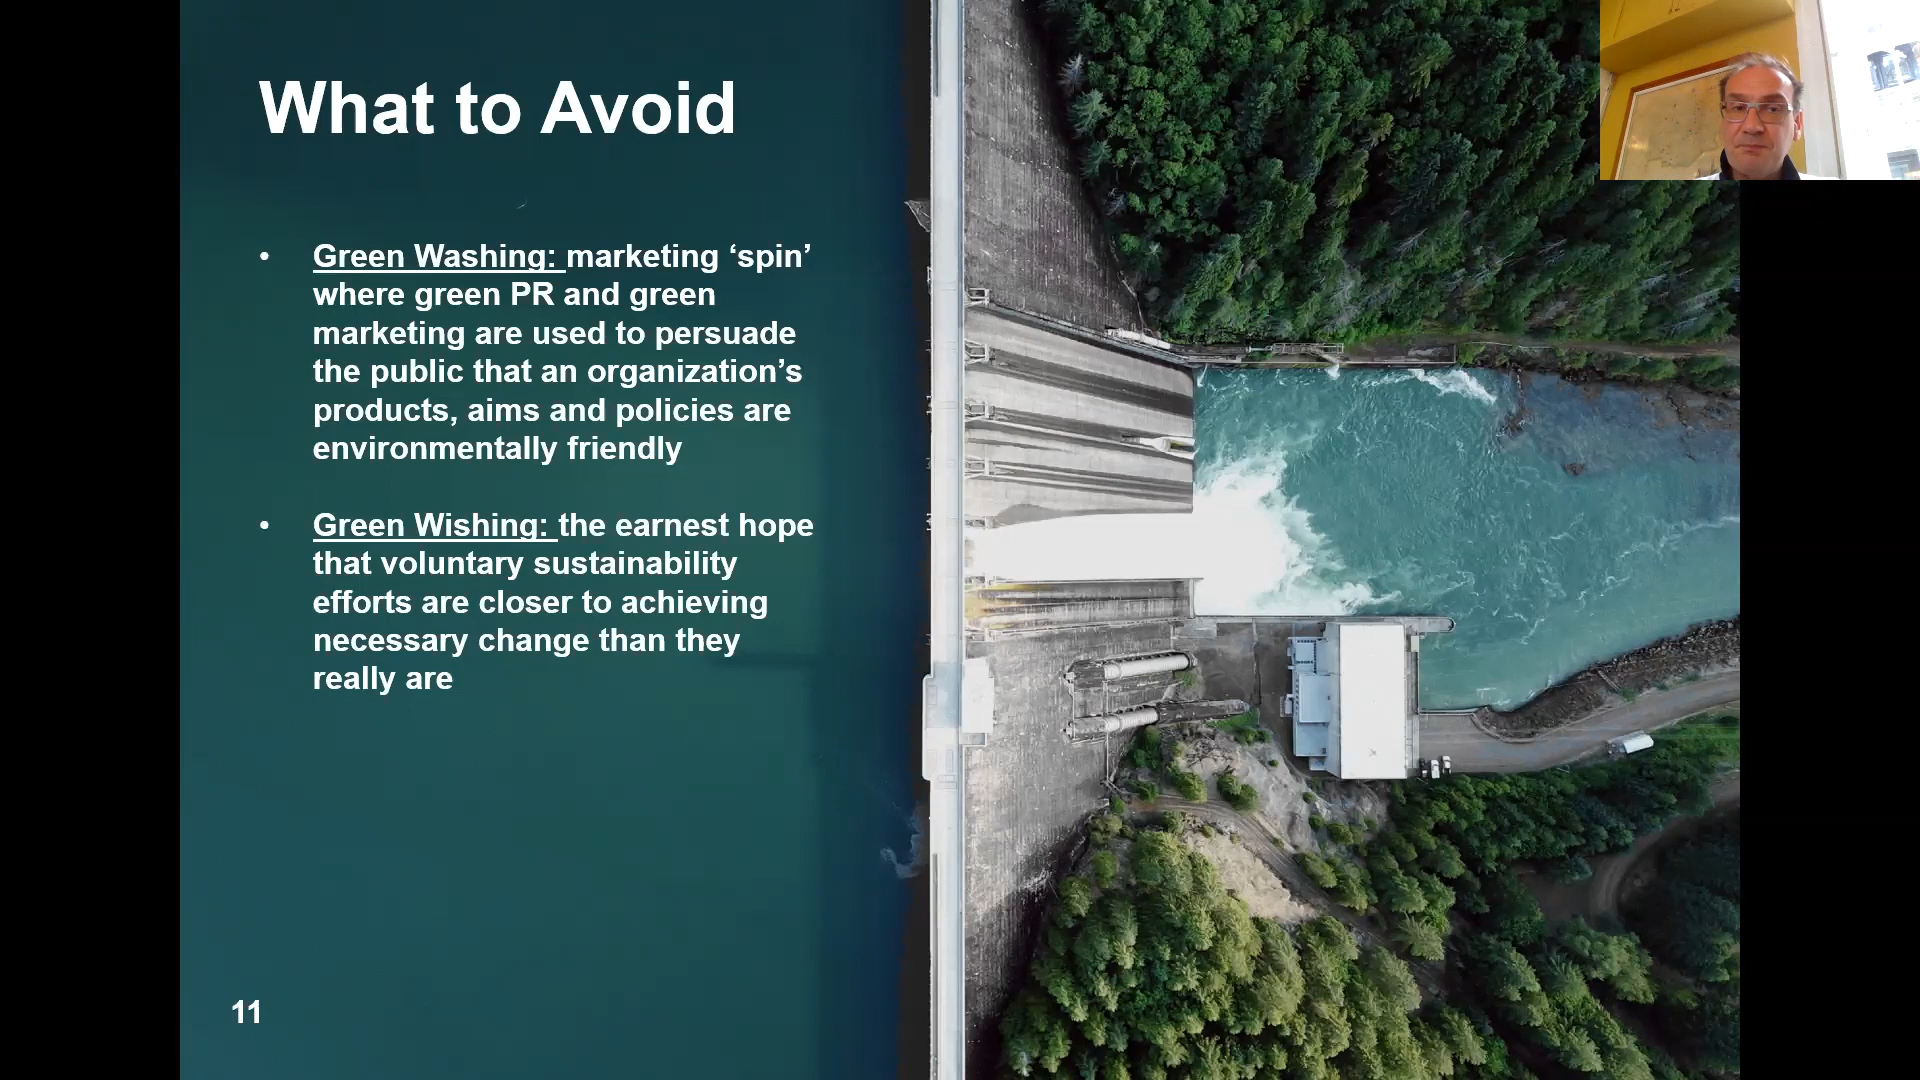 What to Avoid
• Green Washing: marketing ‘spin’
where green PR and green
marketing are used to persuade
the public that an organization’s
products, aims and policies are
environmentally friendly
• Green Wishing: the earnest hope
that voluntary sustainability
efforts are closer to achieving
necessary change than they
really are
11